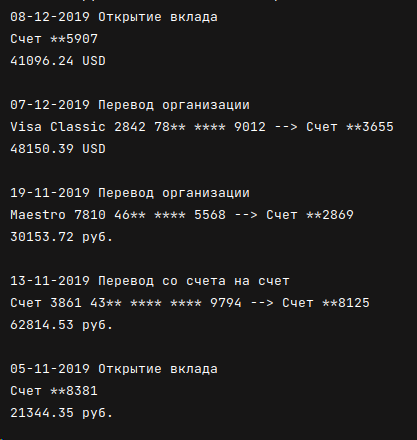 08-12-2019 Открытие вклада
Счет **5907
41096.24 USD
07-12-2019 Перевод организации
Visa Classic 2842 78** **** 9012 --> Счет **3655
48150.39 USD
19-11-2019 Перевод организации
Maestro 7810 46** **** 5568 --> Счет **2869
30153.72 руб.
13-11-2019 Перевод со счета на счет
Счет 3861 43** **** **** 9794 --> Счет **8125
62814.53 руб.
05-11-2019 Открытие вклада
Счет **8381
21344.35 руб.